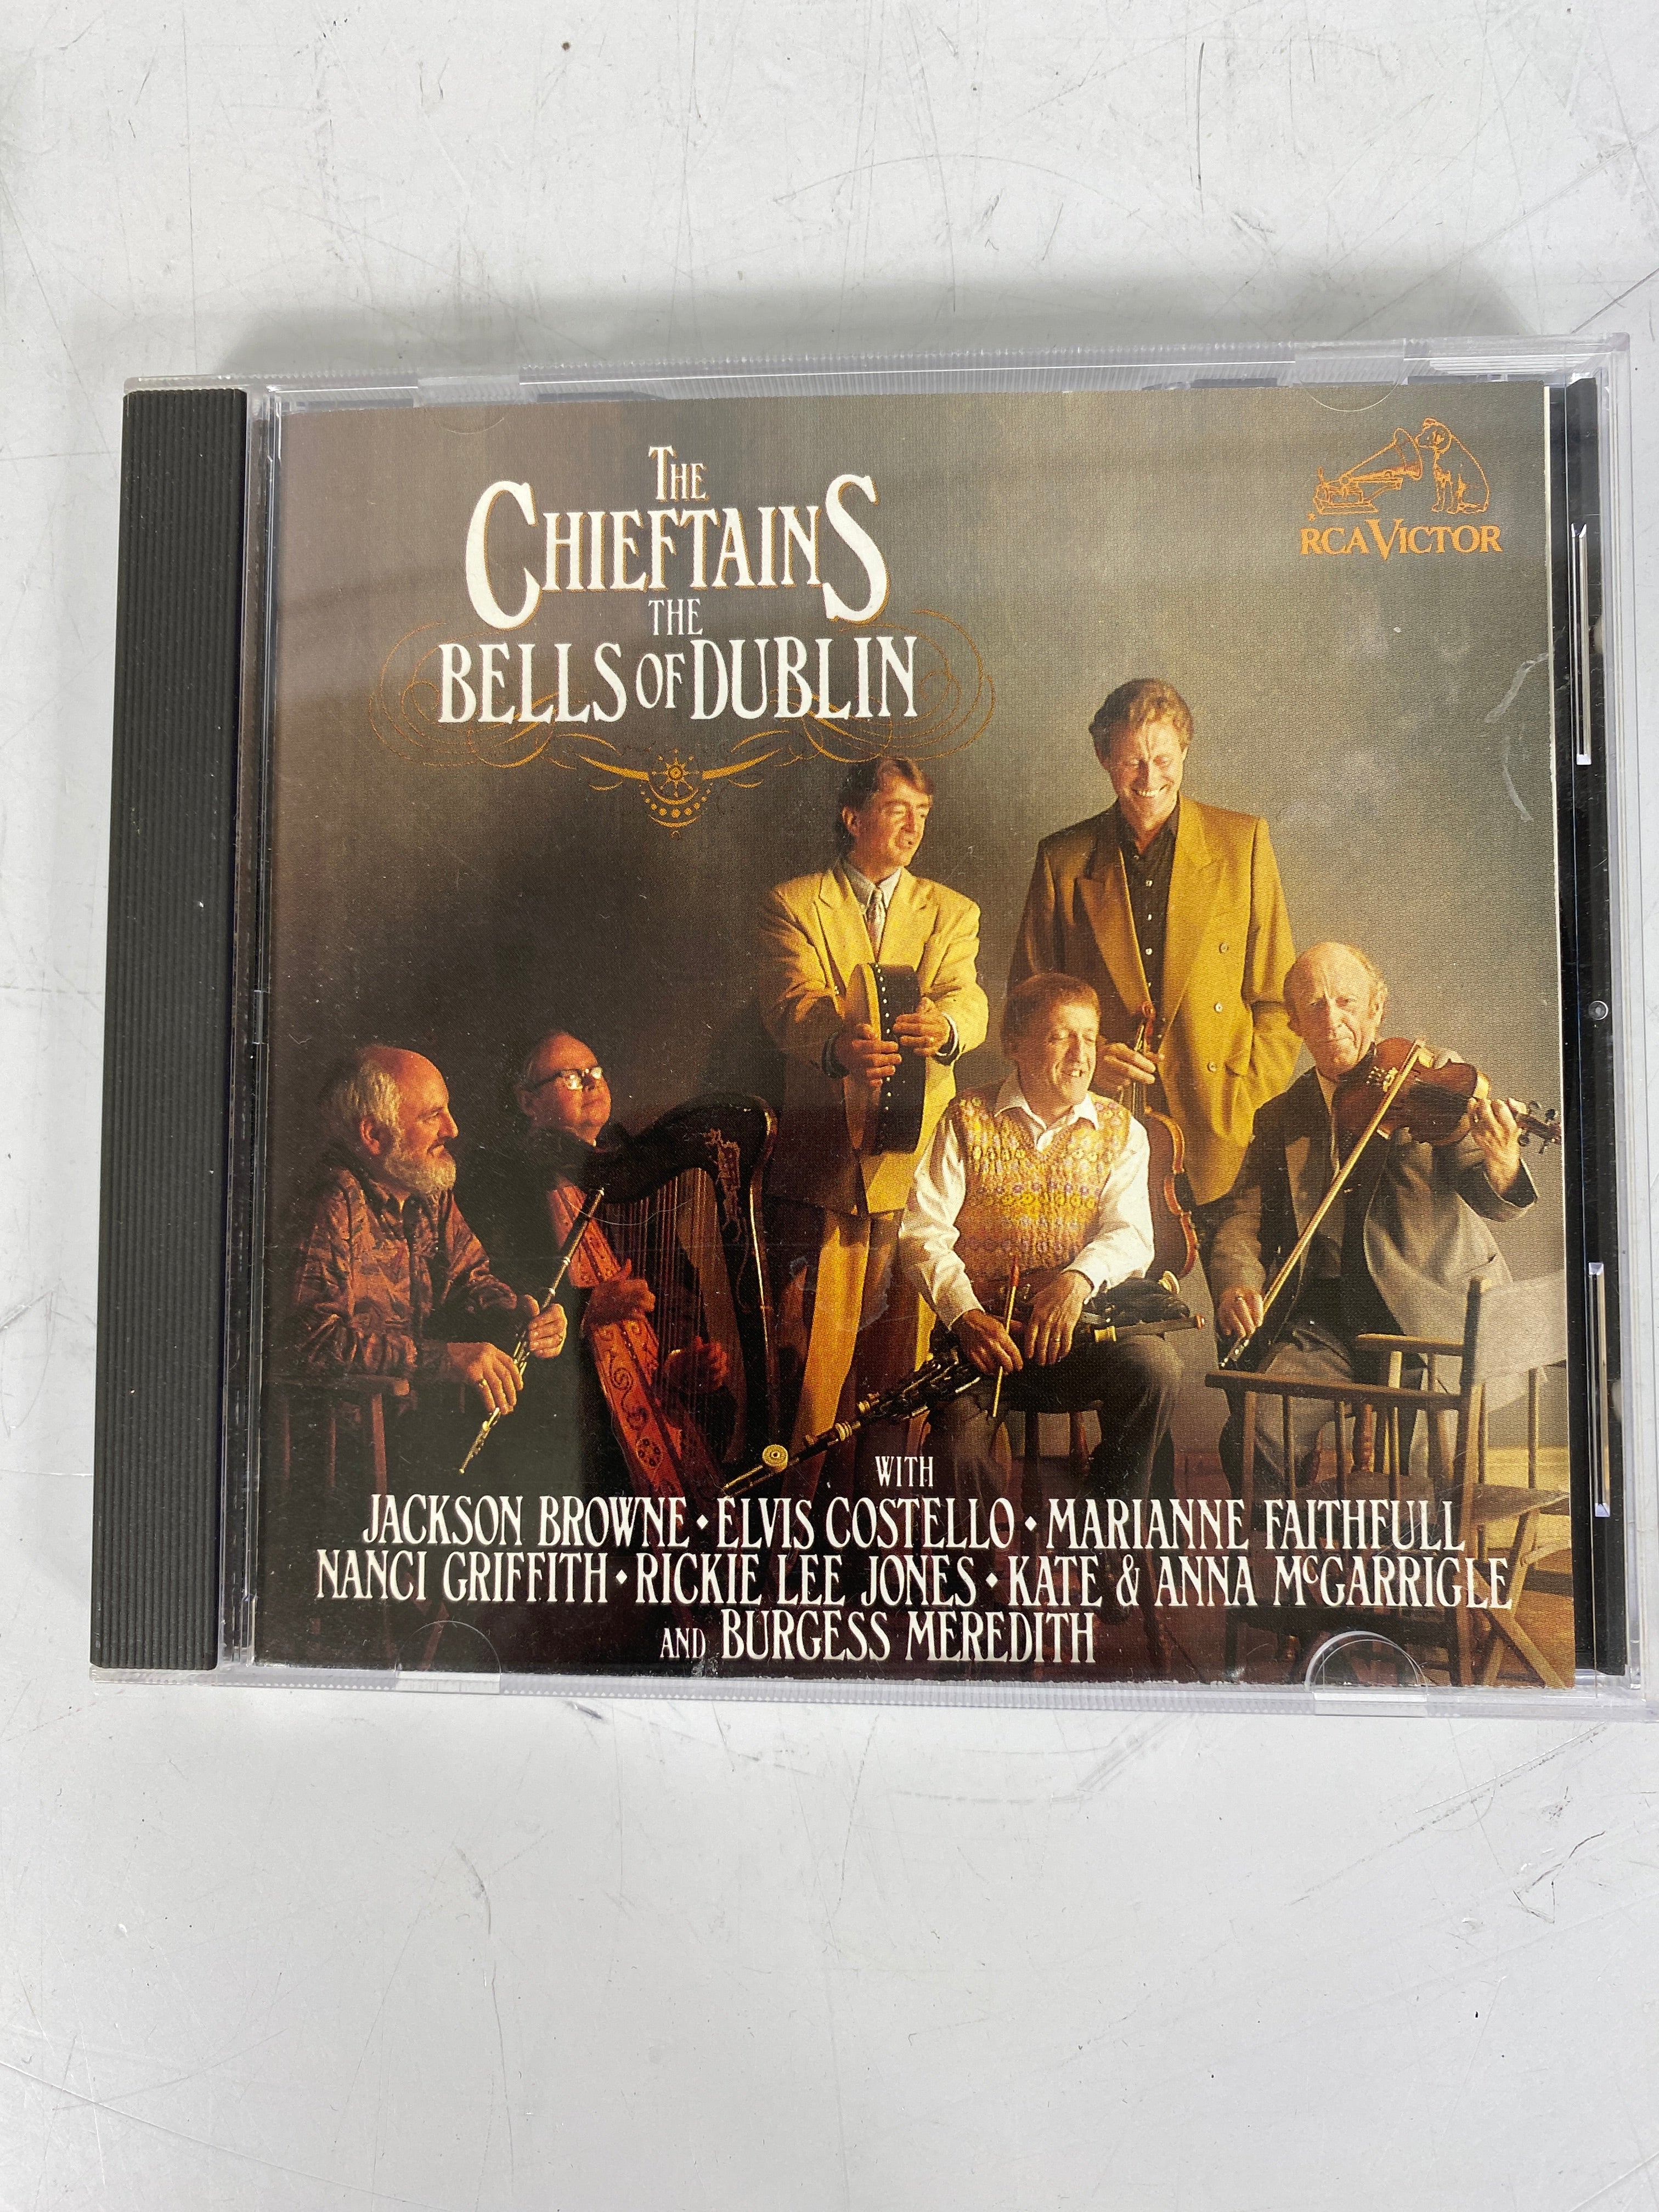 THE
CHIEFTAINS
THE
BELLS OF DUBLIN
RCA VICTOR
WITH
JACKSON BROWNE • ELVIS COSTELLO • MARIANNE FAITHFULL
NANCI GRIFFITH • RICKIE LEE JONES • KATE & ANNA McGARRIGLE
AND BURGESS MEREDITH